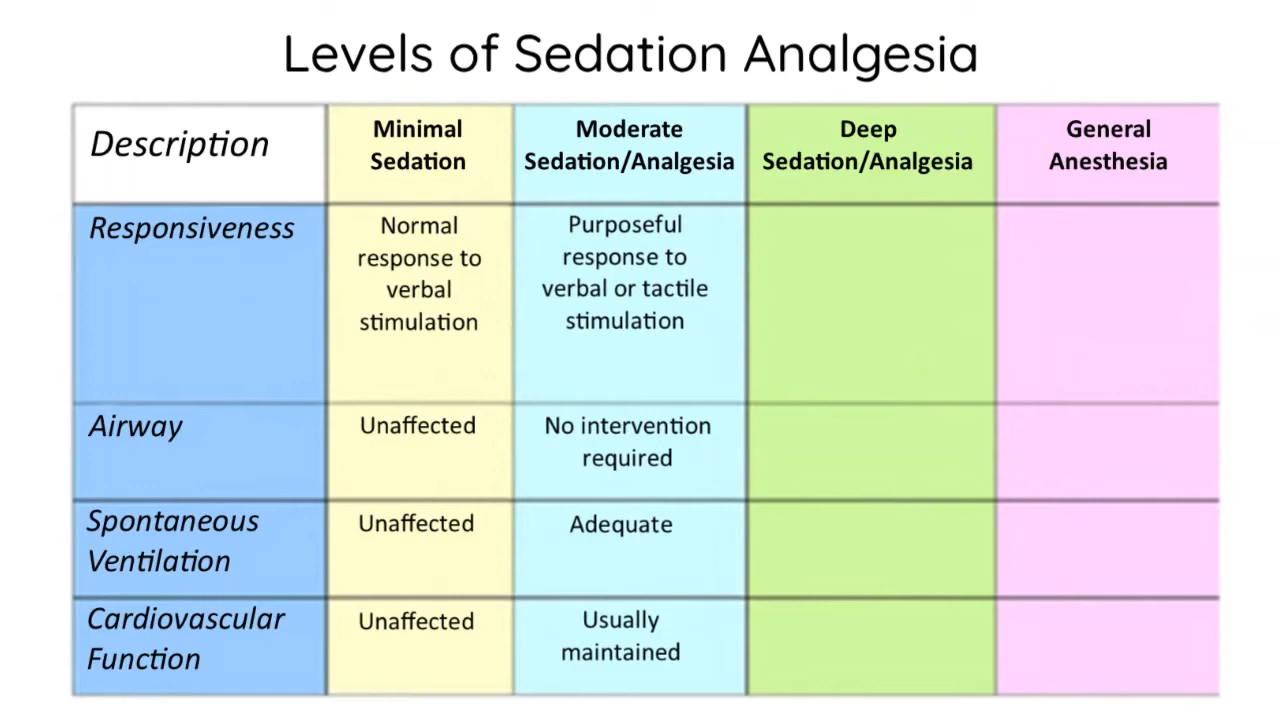 Levels of Sedation Analgesia
Description
Minimal
Sedation
Moderate
Sedation/Analgesia
Deep
Sedation/Analgesia
General
Anesthesia
Responsiveness
Normal
response to
verbal
stimulation
Purposeful
response to
verbal or tactile
stimulation
Airway
Unaffected
No intervention
required
Spontaneous
Ventilation
Unaffected
Adequate
Cardiovascular
Function
Unaffected
Usually
maintained